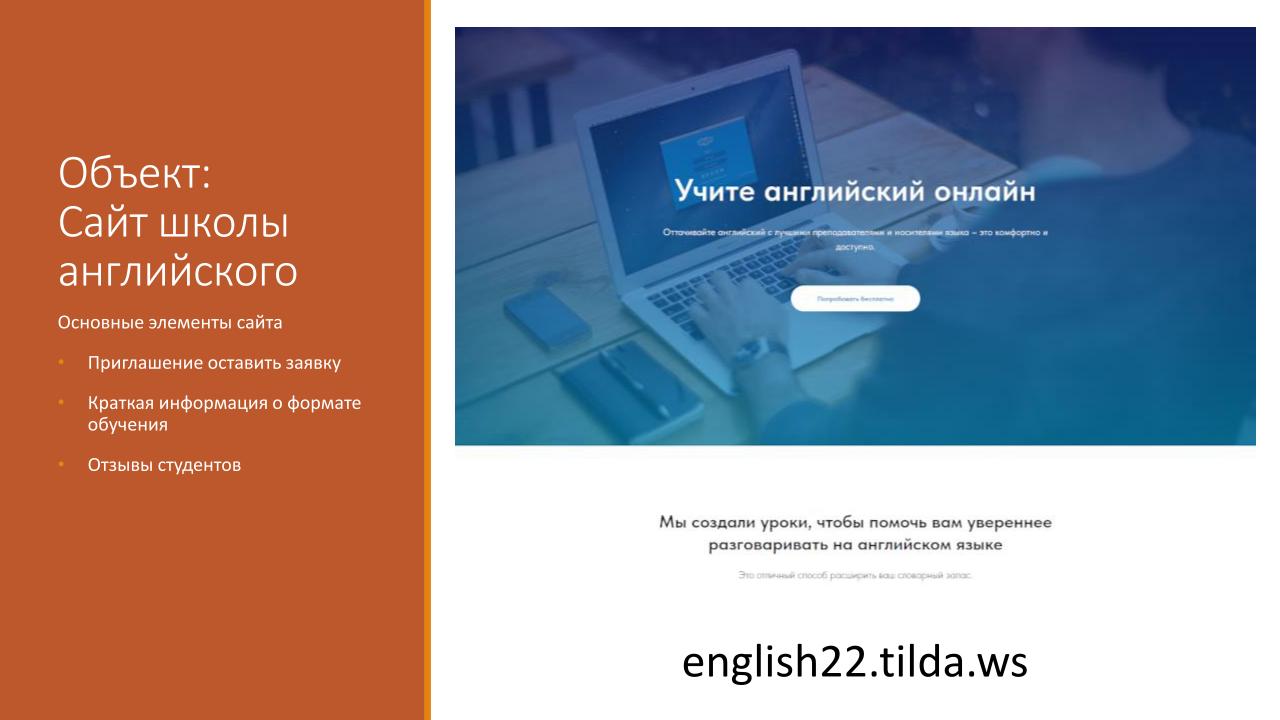 Объект:
Сайт школы
английского
Основные элементы сайта
• Приглашение оставить заявку
• Краткая информация о формате
обучения
• Отзывы студентов
Учите английский онлайн
Оттачивайте английский с лучшими преподавателями и носителями языка – это комфортно и
доступно.
Попробовать бесплатно
Мы создали уроки, чтобы помочь вам увереннее
разговаривать на английском языке
Это отличный способ расширить ваш словарный запас.
english22.tilda.ws